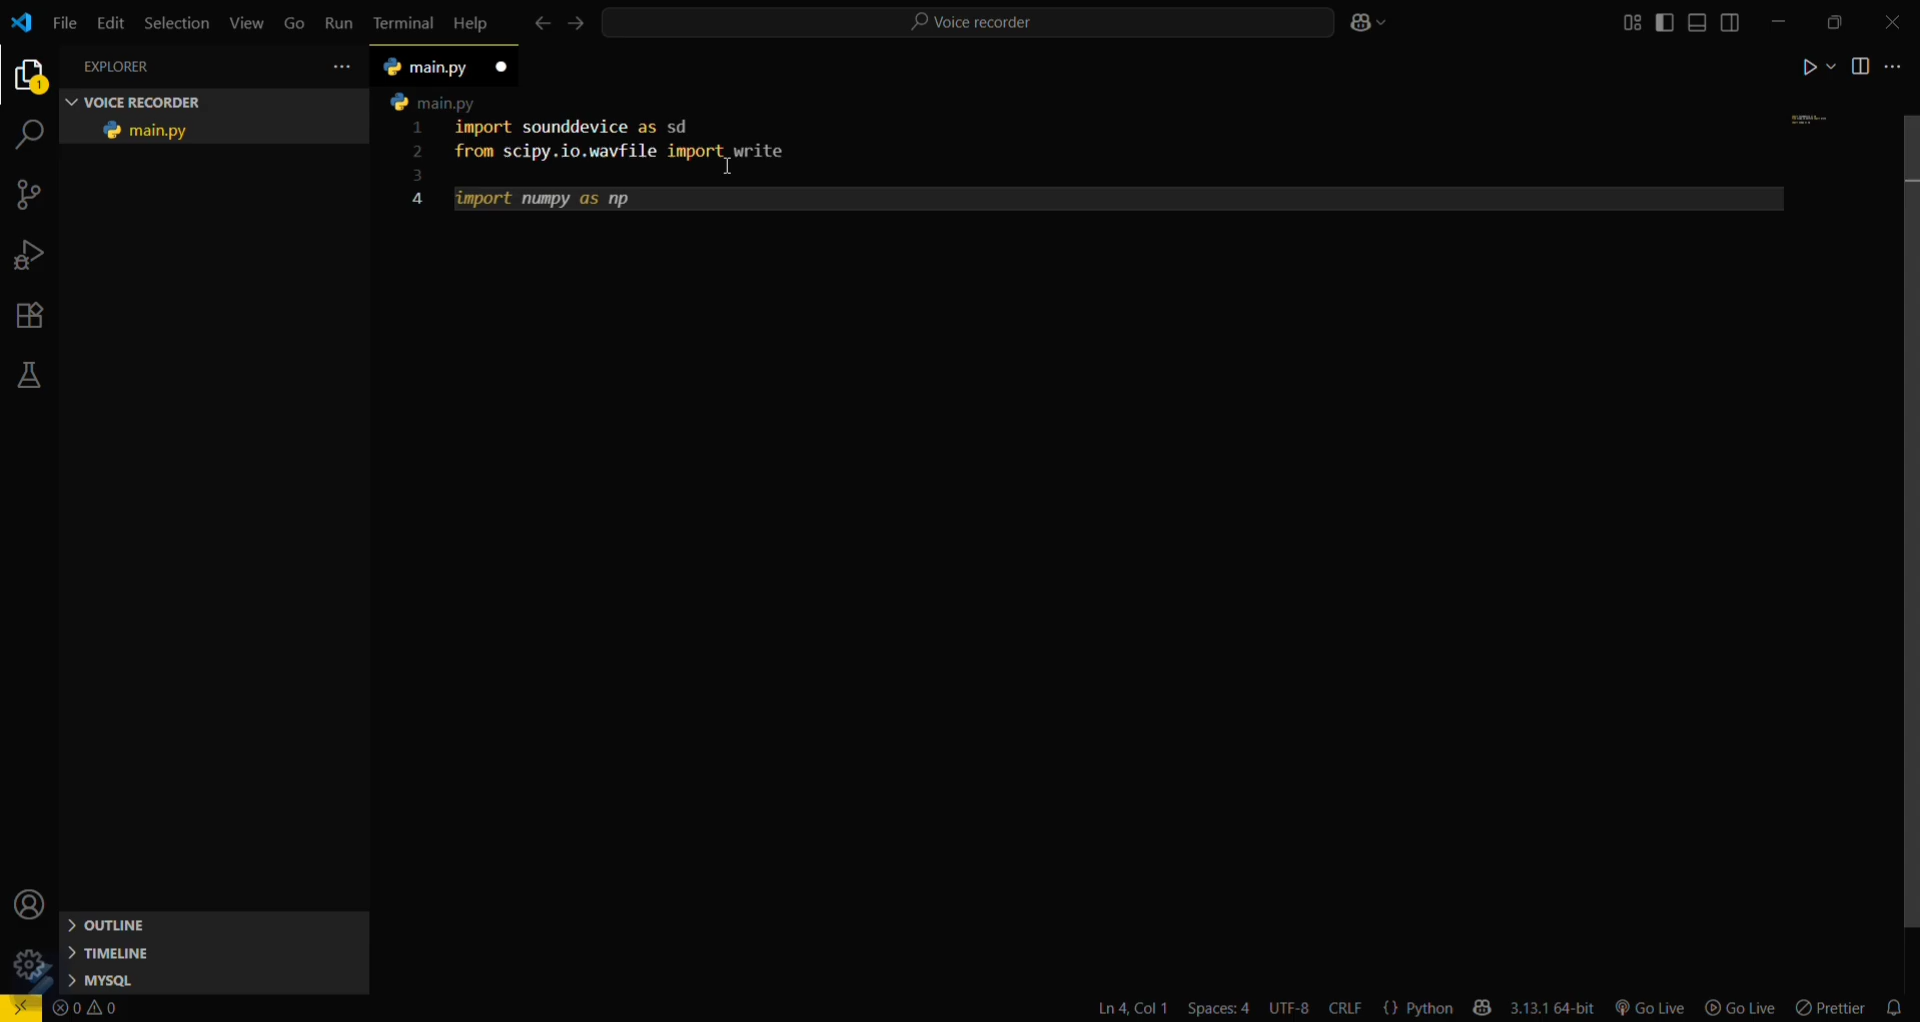 File Edit Selection View Go Run Terminal Help
Voice recorder
EXPLORER
main.py
1
VOICE RECORDER
main.py
main.py
1 import sounddevice as sd
2 from scipy.io.wavfile import write
3
4 import numpy as np
OUTLINE
TIMELINE
MYSQL
0 0
Ln 4, Col 1 Spaces: 4 UTF-8 CRLF {} Python 3.13.1 64-bit Go Live Go Live Prettier